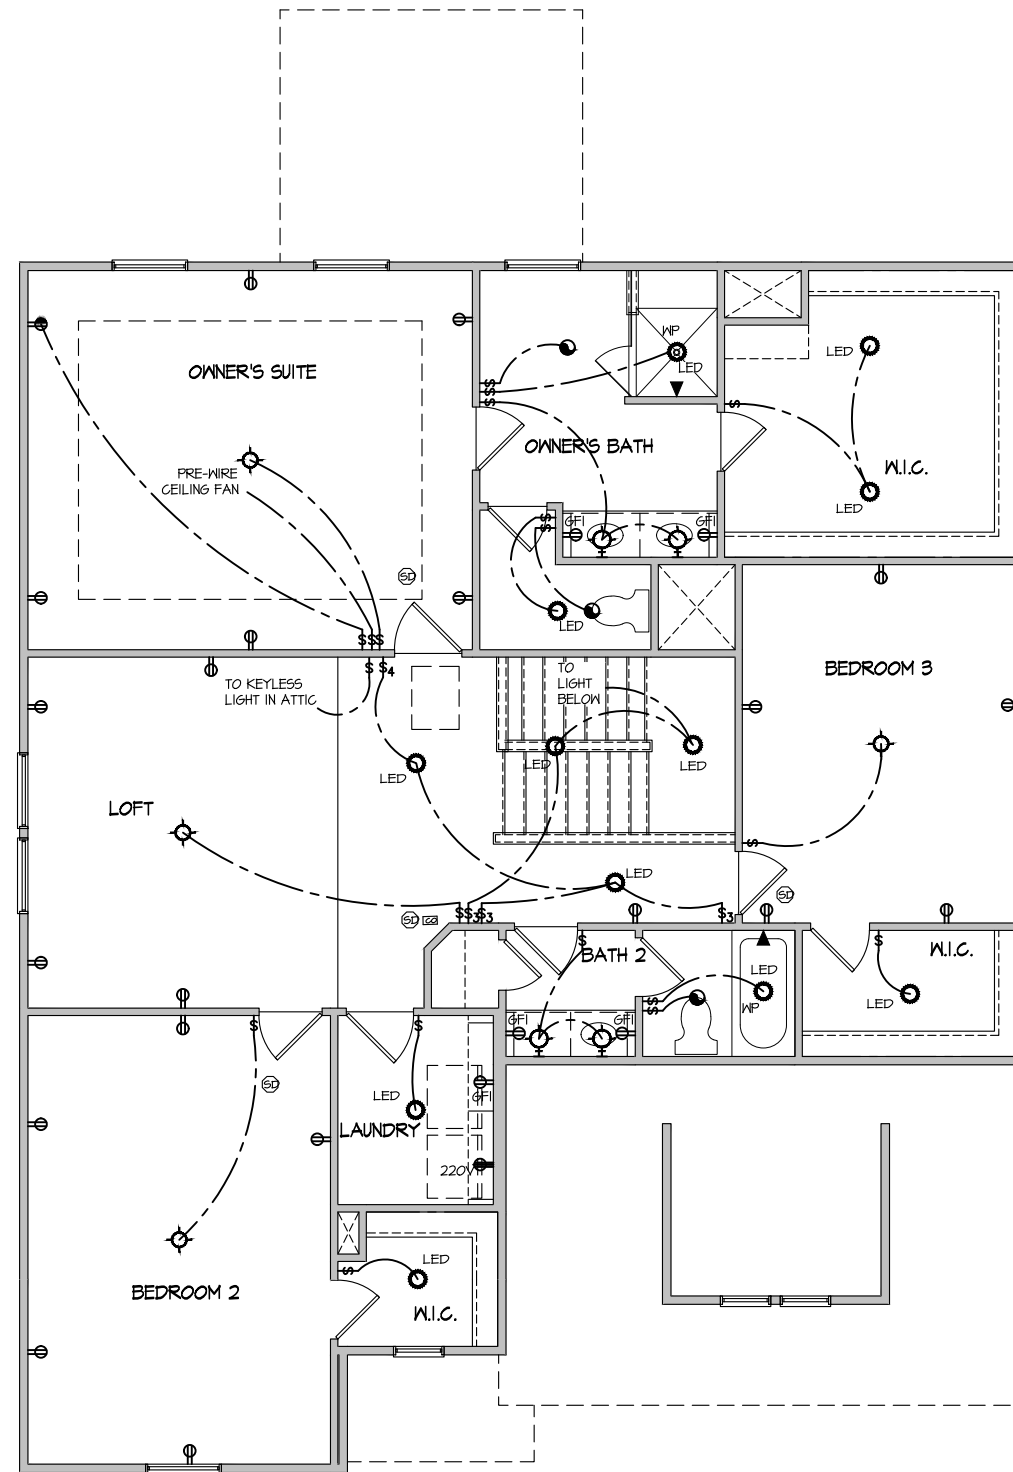 WP
LED
LED
OWNER'S SUITE
OWNER'S BATH
PRE-WIRE
CEILING FAN
W.I.C.
LED
GFI
GFI
SD
LED
$ $ $
$ $4
TO KEYLESS
LIGHT IN ATTIC
TO
LIGHT
BELOW
BEDROOM 3
LED
LED
LED
LOFT
LED
SD
SD CO
$ $3 $3
$3
BATH 2
W.I.C.
LED
WP
LED
GFI
GFI
SD
LED
GFI
LAUNDRY
220V
LED
BEDROOM 2
W.I.C.